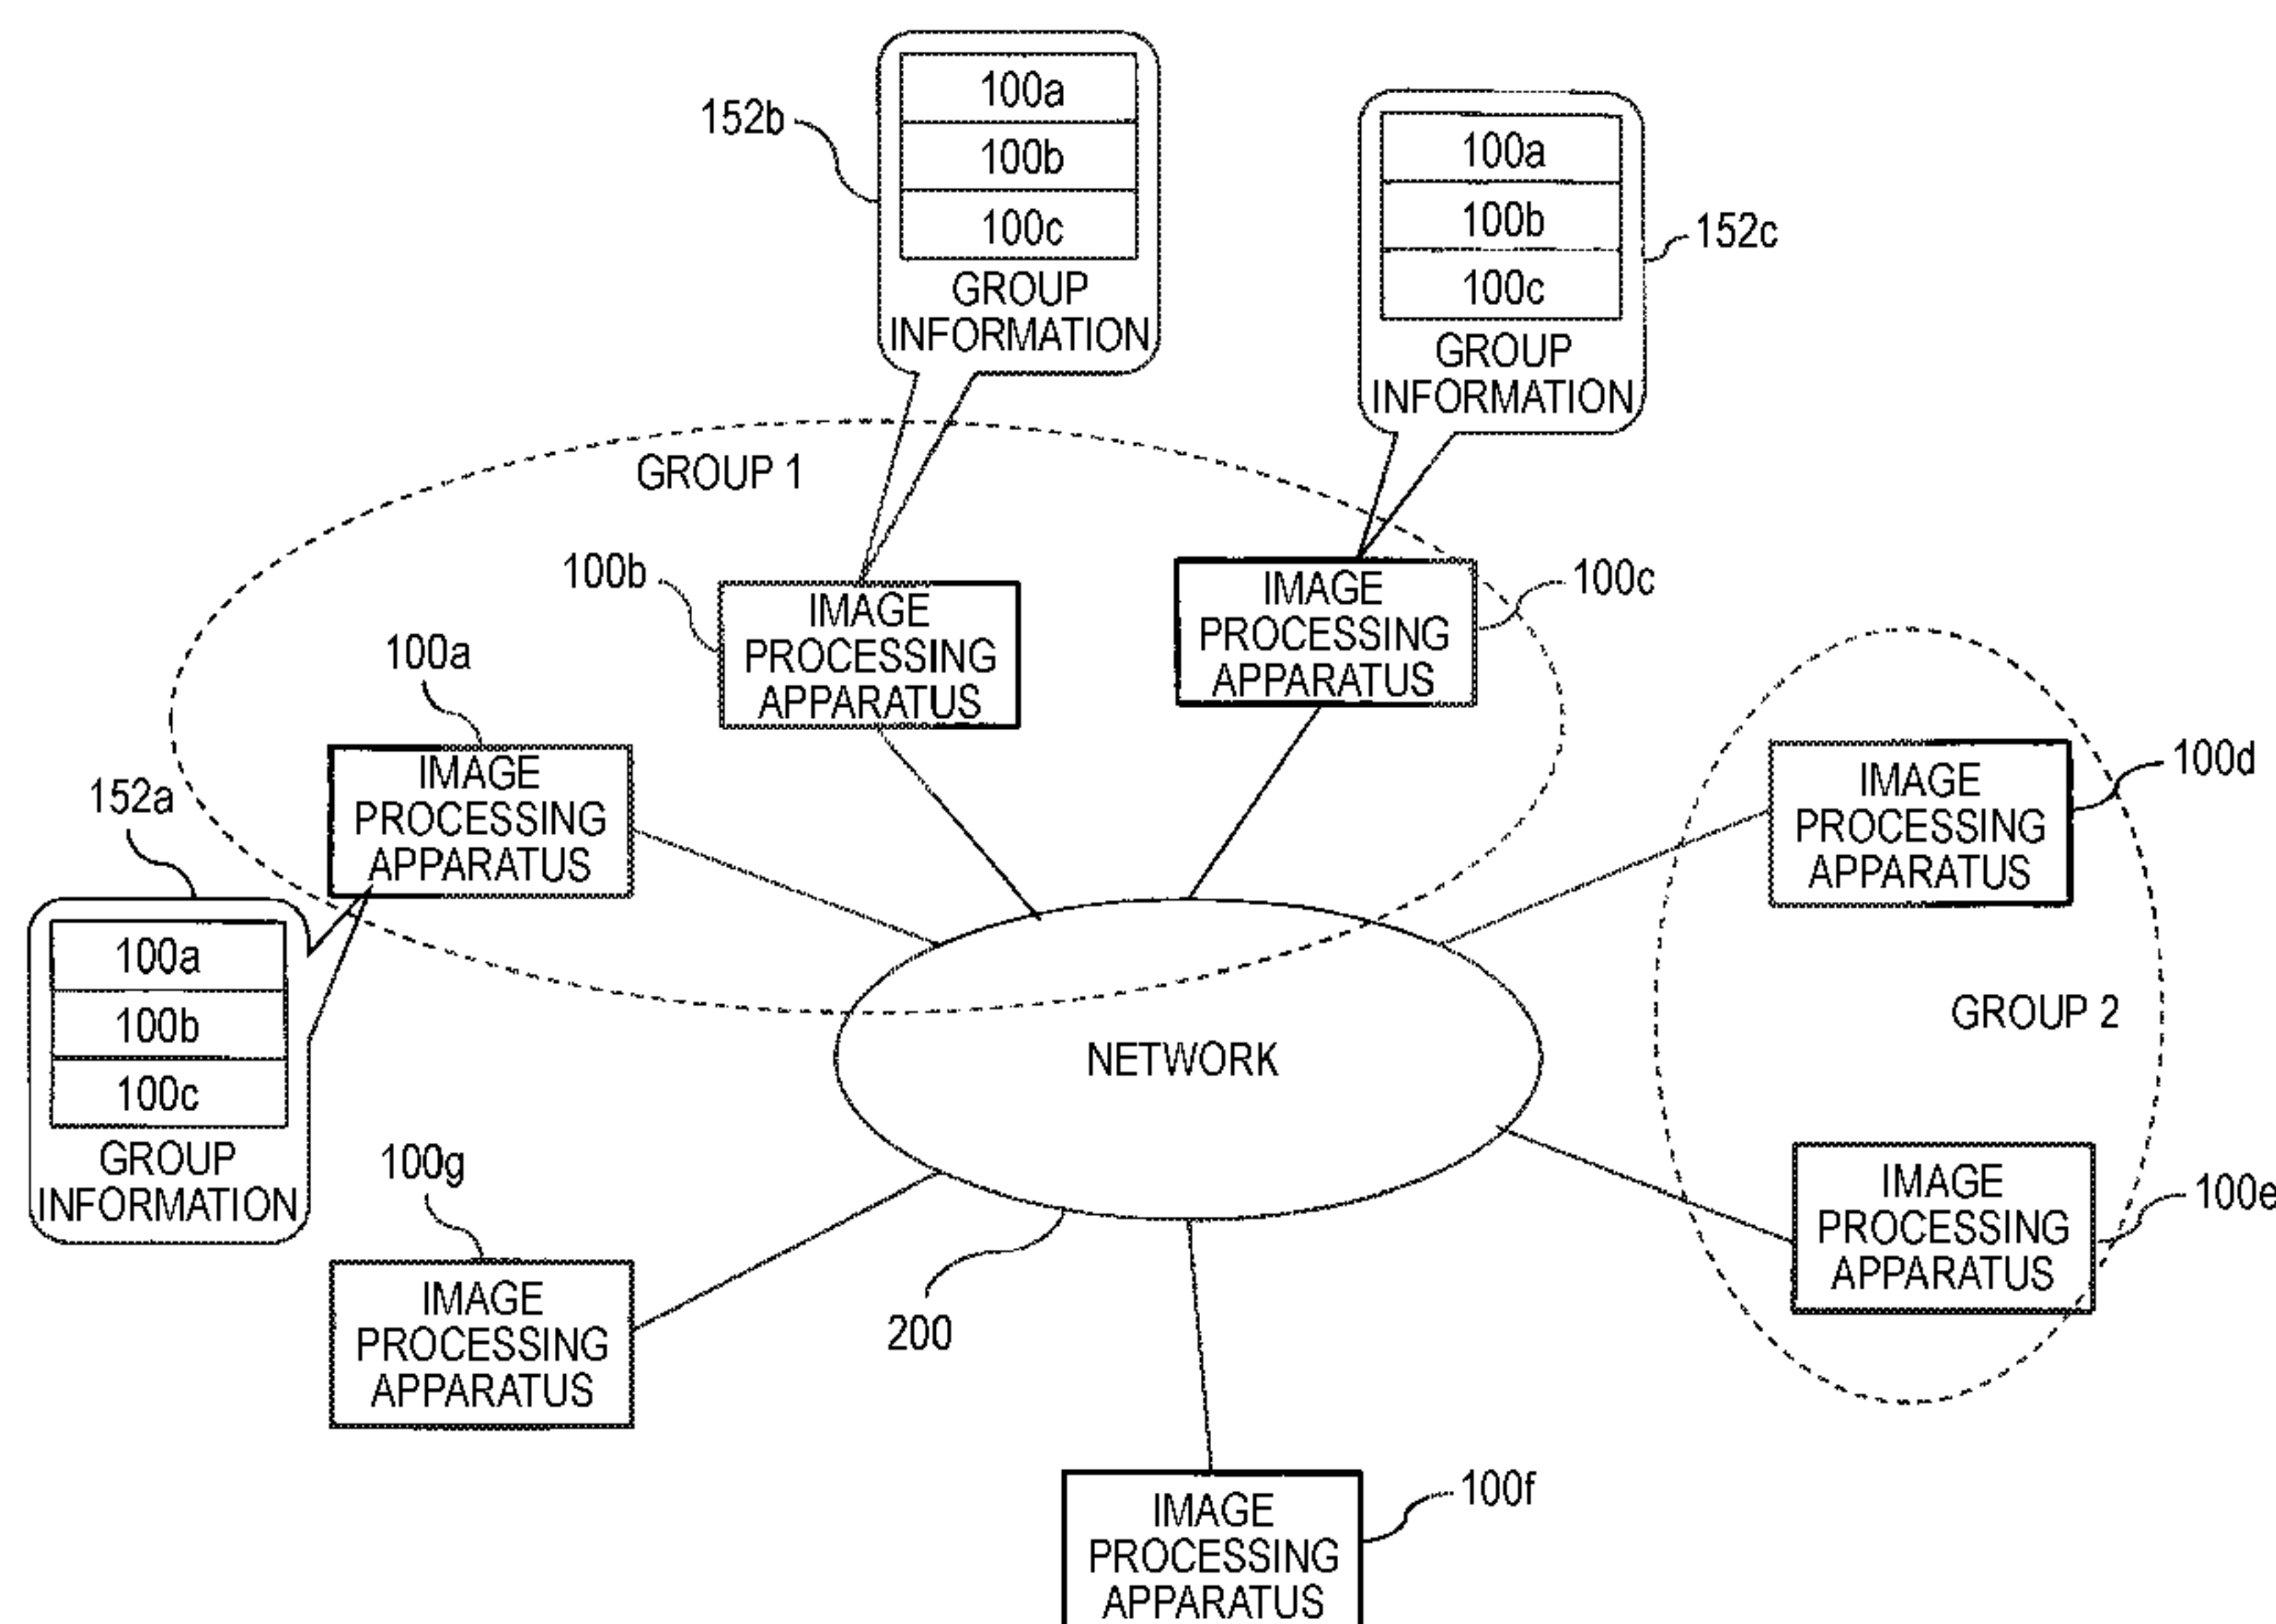 100a
100b
100c
GROUP
INFORMATION
152b
100a
100b
100c
GROUP
INFORMATION
152c
GROUP 1
100b
IMAGE
PROCESSING
APPARATUS
IMAGE
PROCESSING
APPARATUS
100c
100a
IMAGE
PROCESSING
APPARATUS
152a
100a
100b
100c
GROUP
INFORMATION
IMAGE
PROCESSING
APPARATUS
100d
GROUP 2
NETWORK
200
IMAGE
PROCESSING
APPARATUS
100e
100g
IMAGE
PROCESSING
APPARATUS
IMAGE
PROCESSING
APPARATUS
100f